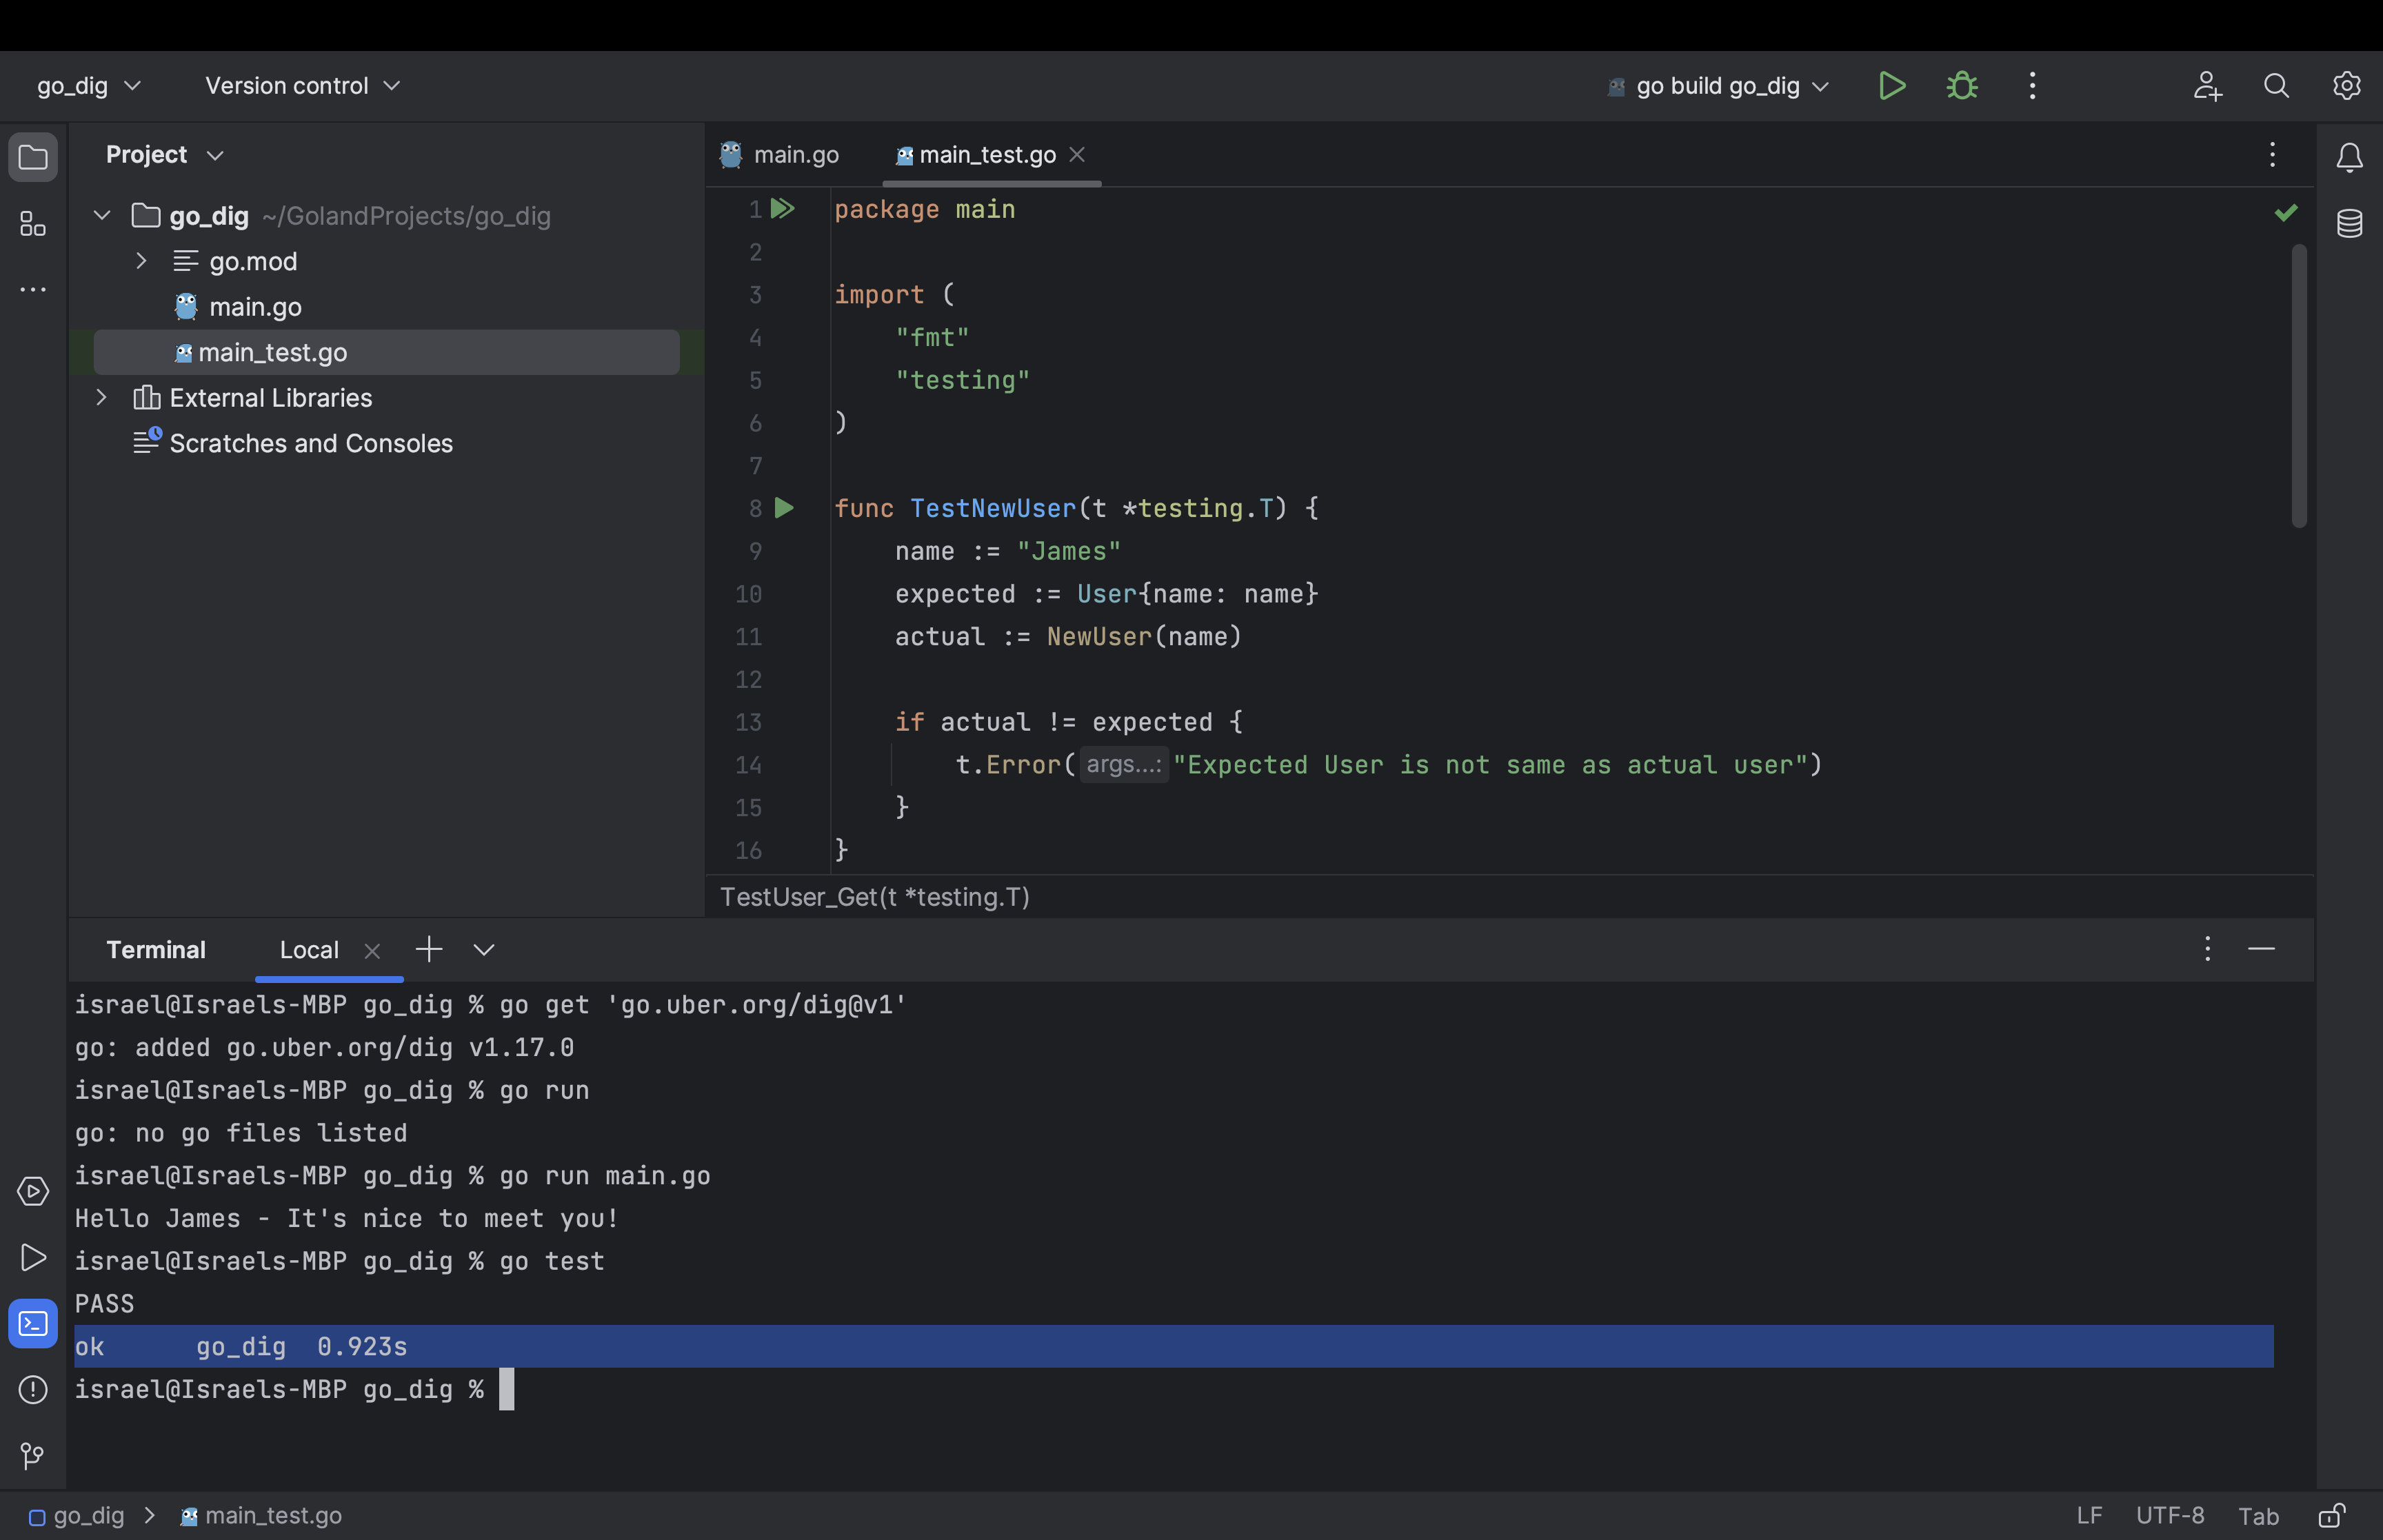 go_dig
Version control
go build go_dig
Project
go_dig ~/GolandProjects/go_dig
go.mod
main.go
main_test.go
External Libraries
Scratches and Consoles
main.go
main_test.go
1 package main
2
3 import (
4 "fmt"
5 "testing"
6 )
7
8 func TestNewUser(t *testing.T) {
9 name := "James"
10 expected := User{name: name}
11 actual := NewUser(name)
12
13 if actual != expected {
14 t.Error( args...: "Expected User is not same as actual user")
15 }
16 }
TestUser_Get(t *testing.T)
Terminal
Local
israel@Israels-MBP go_dig % go get 'go.uber.org/dig@v1'
go: added go.uber.org/dig v1.17.0
israel@Israels-MBP go_dig % go run
go: no go files listed
israel@Israels-MBP go_dig % go run main.go
Hello James - It's nice to meet you!
israel@Israels-MBP go_dig % go test
PASS
ok go_dig 0.923s
israel@Israels-MBP go_dig %
go_dig > main_test.go
LF UTF-8 Tab